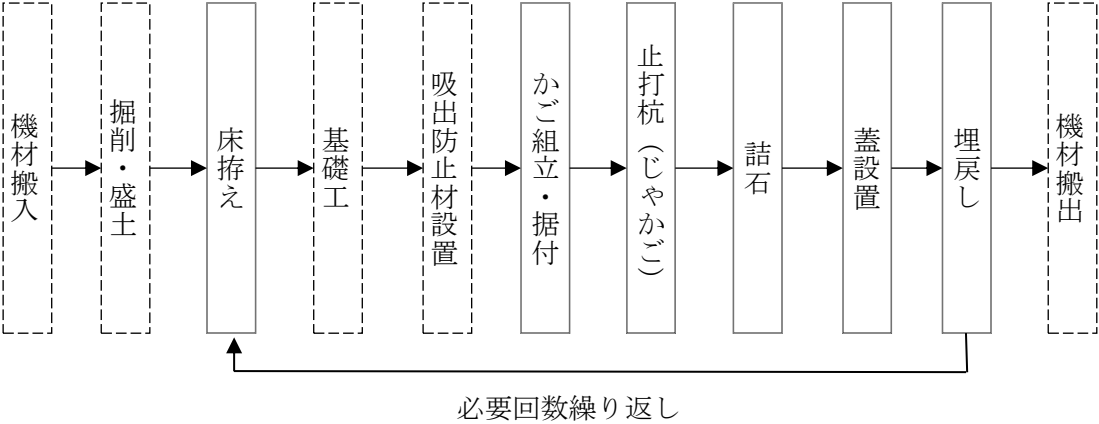 機材搬入
掘削・盛土
床拵え
基礎工
吸出防止材設置
かご組立・据付
止打杭（じゃかご）
詰石
蓋設置
埋戻し
機材搬出
必要回数繰り返し